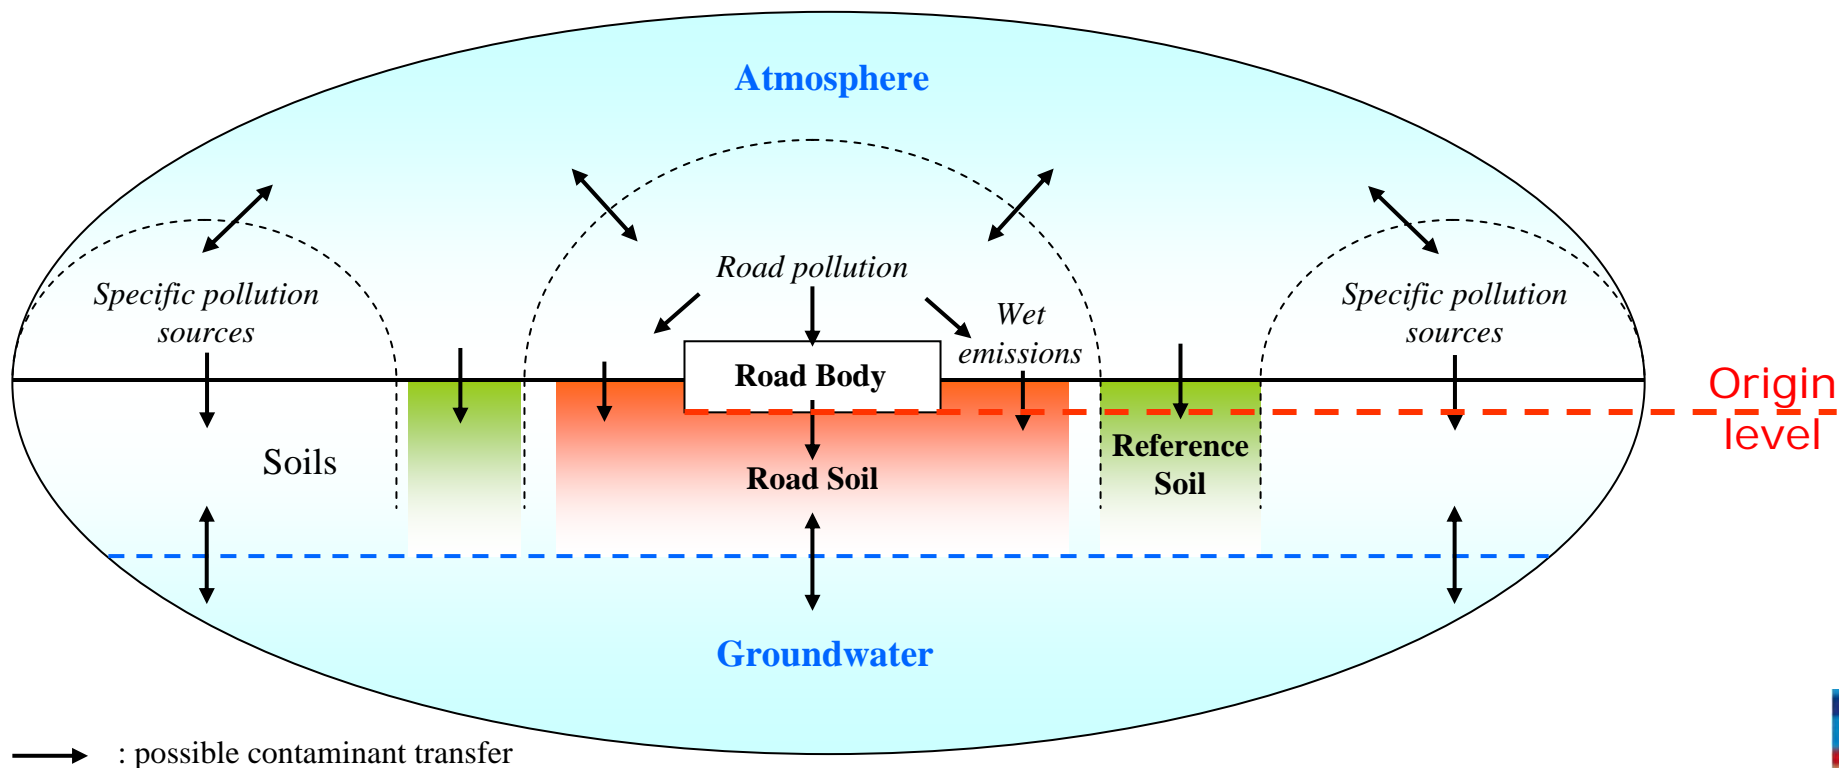 Atmosphere
Road pollution
Specific pollution
sources
Wet
emissions
Specific pollution
sources
Road Body
Origin
level
Soils
Road Soil
Reference
Soil
Groundwater
: possible contaminant transfer